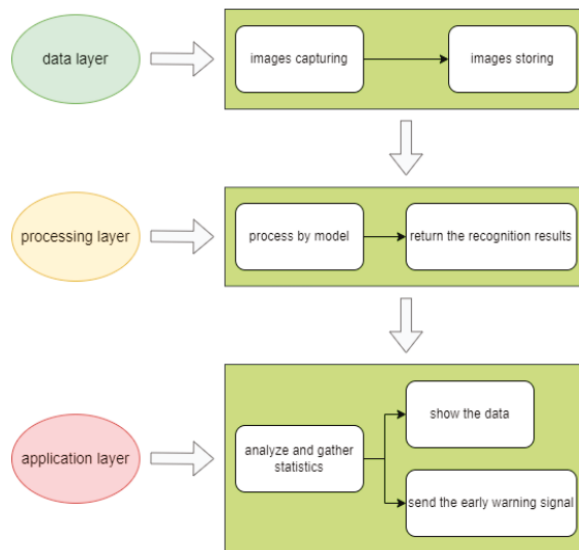 data layer
images capturing
images storing
processing layer
process by model
return the recognition results
application layer
analyze and gather
statistics
show the data
send the early warning signal